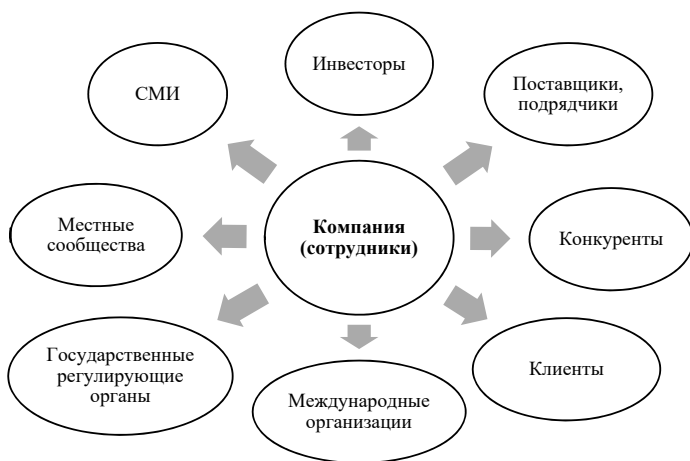 Инвесторы
СМИ
Поставщики,
подрядчики
Местные
сообщества
Компания
(сотрудники)
Конкуренты
Государственные
регулирующие
органы
Клиенты
Международные
организации